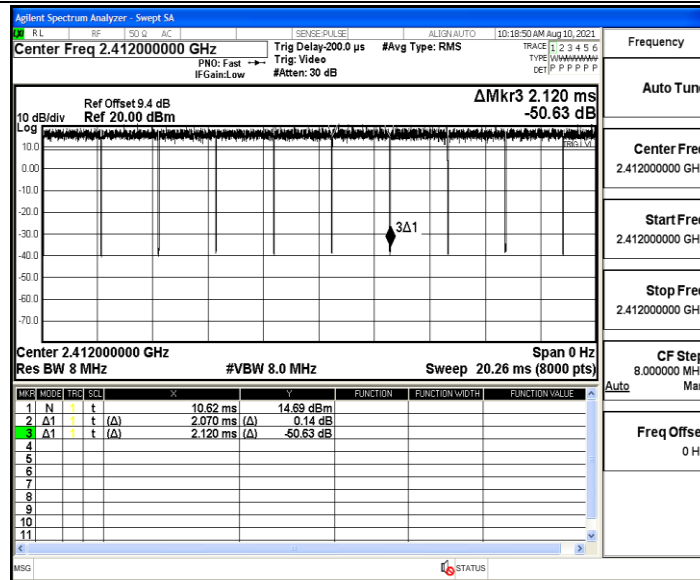 Agilent Spectrum Analyzer - Swept SA
RL RF 50 Ω AC SENSE:PULSE ALIGN AUTO 10:18:50 AM Aug 10, 2021
Center Freq 2.412000000 GHz
PNO: Fast
IFGain:Low
Trig Delay-200.0 µs
Trig: Video
#Atten: 30 dB
#Avg Type: RMS
TRACE 1 2 3 4 5 6
TYPE WWWWWW
DET P P P P P P
Frequency
Auto Tune
ΔMkr3 2.120 ms
-50.63 dB
Ref Offset 9.4 dB
10 dB/div Ref 20.00 dBm
Log
TRIG LVL
10.0
0.00
-10.0
-20.0
-30.0
-40.0
-50.0
-60.0
-70.0
3Δ1
Center Freq
2.412000000 GH
Start Freq
2.412000000 GH
Stop Freq
2.412000000 GH
Center 2.412000000 GHz Span 0 Hz
Res BW 8 MHz #VBW 8.0 MHz Sweep 20.26 ms (8000 pts)
CF Step
8.000000 MH
Auto Ma
MKR MODE TRC SCL X Y FUNCTION FUNCTION WIDTH FUNCTION VALUE
1 N 1 t 10.62 ms 14.69 dBm
2 Δ1 1 t (Δ) 2.070 ms (Δ) 0.14 dB
3 Δ1 1 t (Δ) 2.120 ms (Δ) -50.63 dB
4
5
6
7
8
9
10
11
Freq Offse
0 H
MSG STATUS